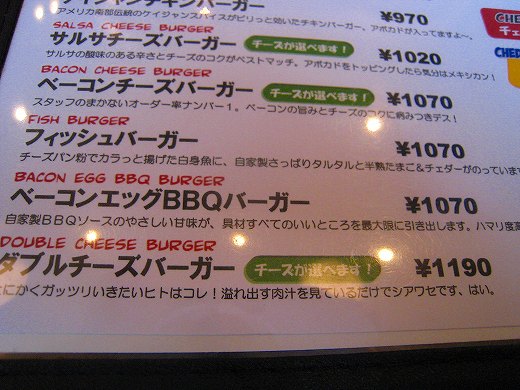 チキンバーガー ¥970
アメリカ南部伝統のケイジャンスパイスがピリッと効いたチキンバーガー、アボカドが入ってますよ～、
SALSA CHEESE BURGER
サルサチーズバーガー チーズが選べます! ¥1020
サルサの酸味のある辛さとチーズのコクがベストマッチ。アボカドをトッピングしたら気分はメキシカン!
BACON CHEESE BURGER
ベーコンチーズバーガー チーズが選べます! ¥1070
スタッフのまかないオーダー率ナンバー1。ベーコンの旨みとチーズのコクに病みつきデス!
FISH BURGER
フィッシュバーガー ¥1070
チーズパン粉でカラッと揚げた白身魚に、自家製さっぱりタルタルと半熟たまご&チェダーがのっています
BACON EGG BBQ BURGER
ベーコンエッグBBQバーガー ¥1070
自家製BBQソースのやさしい甘味が、具材すべてのいいところを最大限に引き出します。ハマリ度満
DOUBLE CHEESE BURGER
ダブルチーズバーガー チーズが選べます! ¥1190
にかくガッツリいきたいヒトはコレ!溢れ出す肉汁を見ているだけでシアワセです、はい。
CHE
チェ
CHED